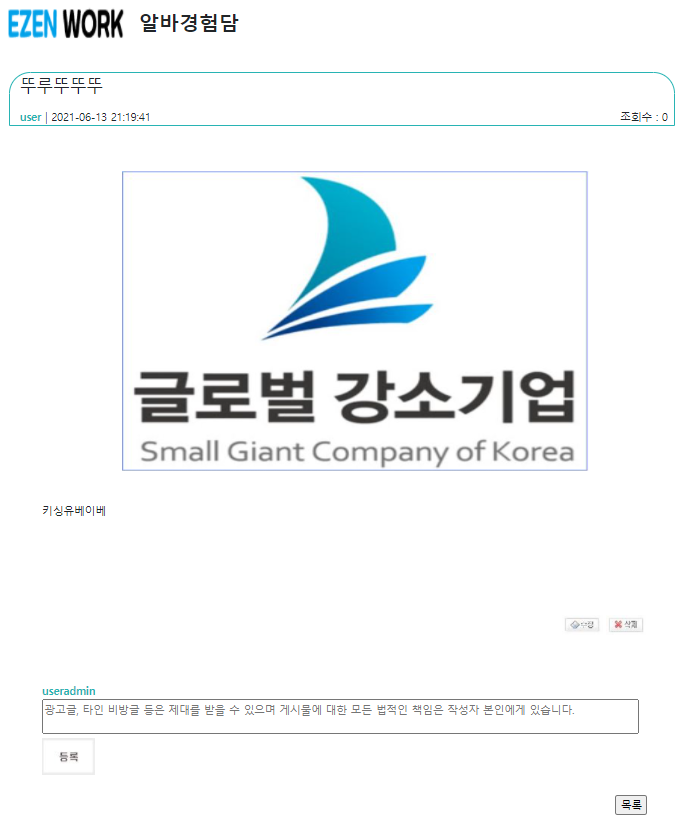 EZEN WORK 알바경험담
뚜루뚜뚜뚜
user | 2021-06-13 21:19:41 조회수 : 0
글로벌 강소기업
Small Giant Company of Korea
키싱유베이베
수정 삭제
useradmin
광고글, 타인 비방글 등은 제대를 받을 수 있으며 게시물에 대한 모든 법적인 책임은 작성자 본인에게 있습니다.
등록
목록